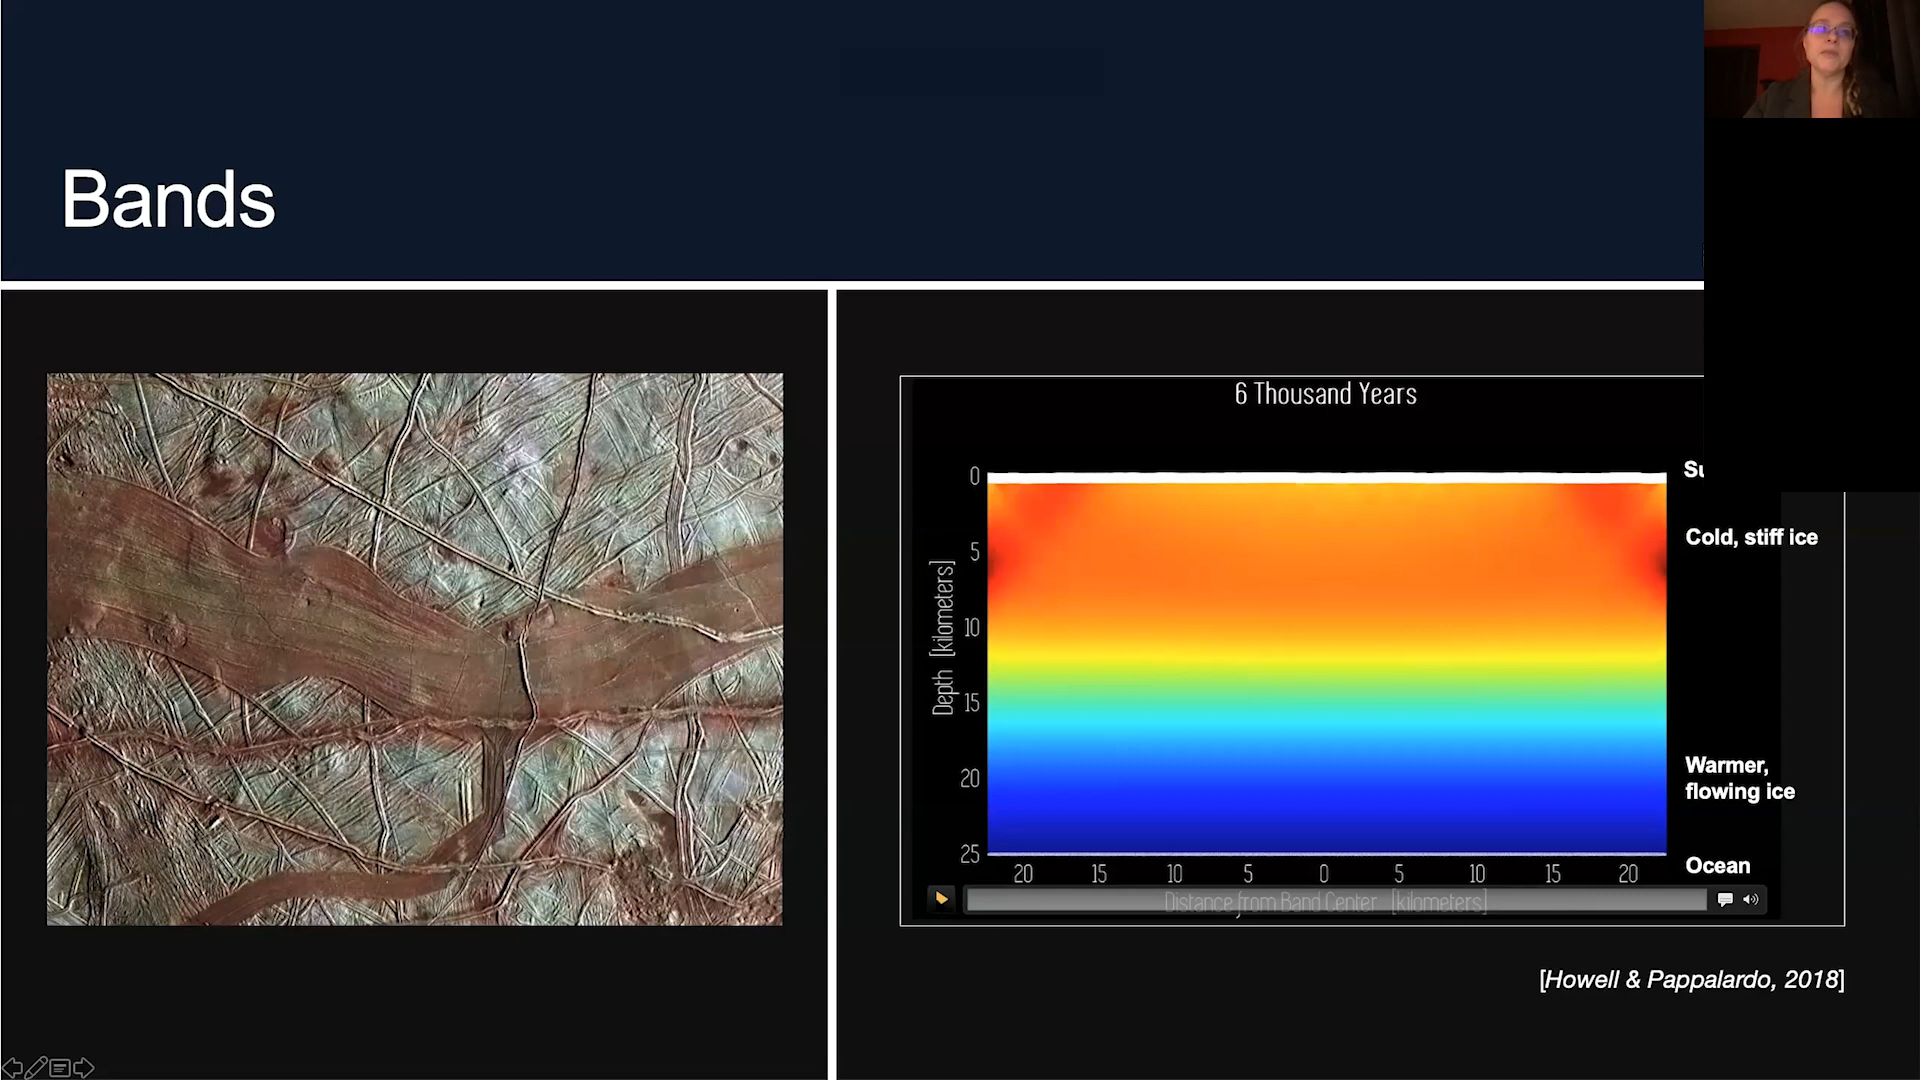 Bands
6 Thousand Years
0
5
10
15
20
25
Depth [kilometers]
20 15 10 5 0 5 10 15 20
Distance from Band Center [kilometers]
Cold, stiff ice
Warmer,
flowing ice
Ocean
[Howell & Pappalardo, 2018]